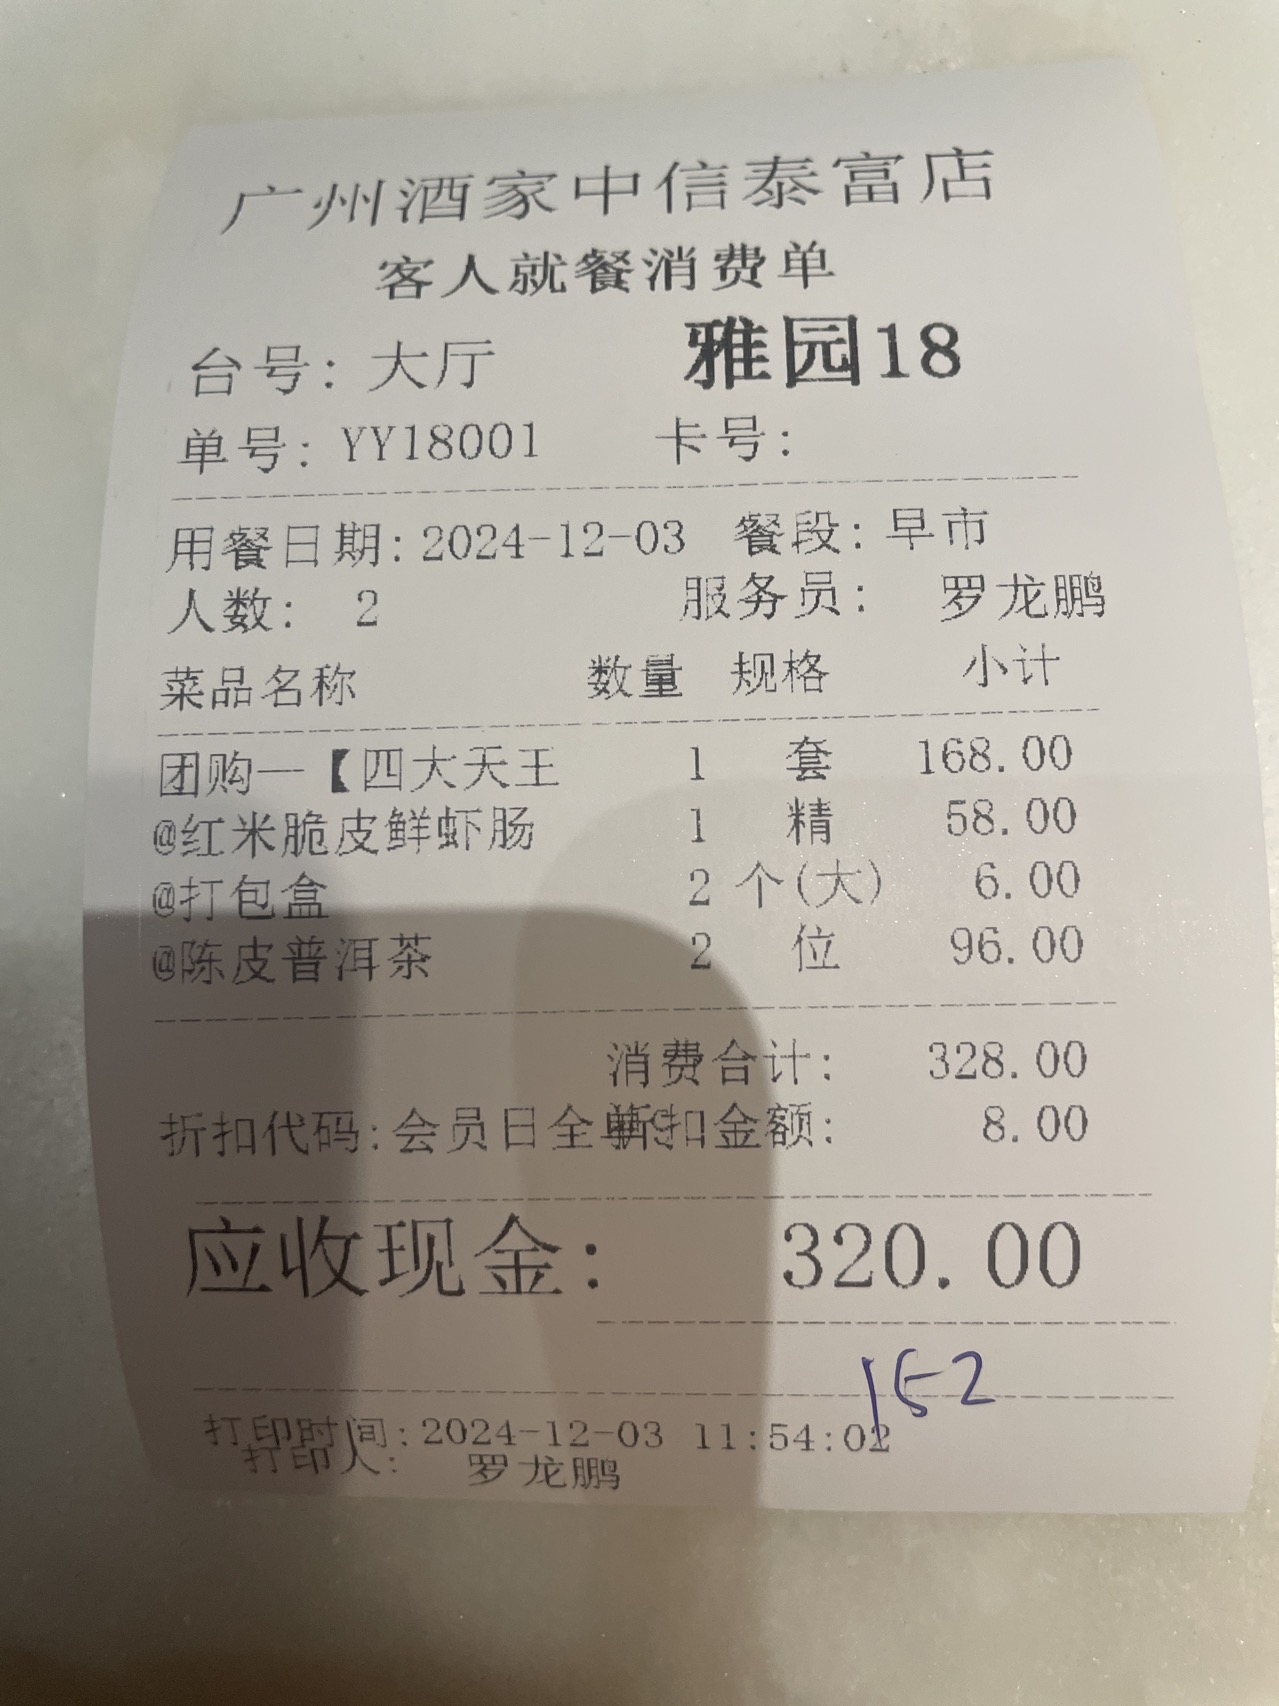 广州酒家中信泰富店
客人就餐消费单
台号: 大厅 雅园18
单号: YY18001 卡号:
用餐日期: 2024-12-03 餐段: 早市
人数: 2 服务员: 罗龙鹏
菜品名称 数量 规格 小计
团购—【四大天王 1 套 168.00
@红米脆皮鲜虾肠 1 精 58.00
@打包盒 2 个(大) 6.00
@陈皮普洱茶 2 位 96.00
消费合计: 328.00
折扣代码: 会员日全单 折扣金额: 8.00
应收现金: 320.00
152
打印时间: 2024-12-03 11:54:02
打印人: 罗龙鹏